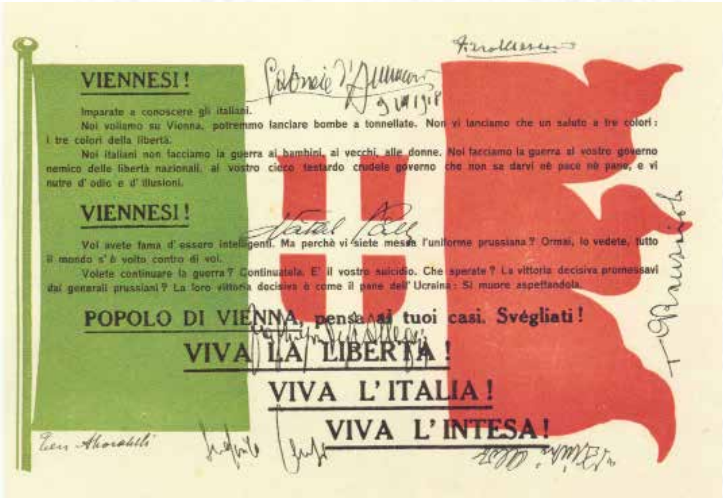 VIENNESI!
Gabriele d'Annunzio
9 VIII 1918
Imparate a conoscere gli italiani.
Noi voliamo su Vienna, potremmo lanciare bombe a tonnellate. Non vi lanciamo che un saluto a tre colori:
i tre colori della libertà.
Noi italiani non facciamo la guerra ai bambini, ai vecchi, alle donne. Noi facciamo la guerra al vostro governo
nemico delle libertà nazionali, al vostro cieco testardo crudele governo che non sa darvi nè pace nè pane, e vi
nutre d'odio e d'illusioni.
VIENNESI!
Natale Palli
Voi avete fama d'essere intelligenti. Ma perchè vi siete messa l'uniforme prussiana? Ormai, lo vedete, tutto
il mondo s'è volto contro di voi.
Volete continuare la guerra? Continuatela. E' il vostro suicidio. Che sperate? La vittoria decisiva promessavi
dai generali prussiani? La loro vittoria decisiva è come il pane dell'Ucraina: Si muore aspettandola.
POPOLO DI VIENNA, pensa ai tuoi casi. Svégliati!
VIVA LA LIBERTÀ!
VIVA L'ITALIA!
VIVA L'INTESA!